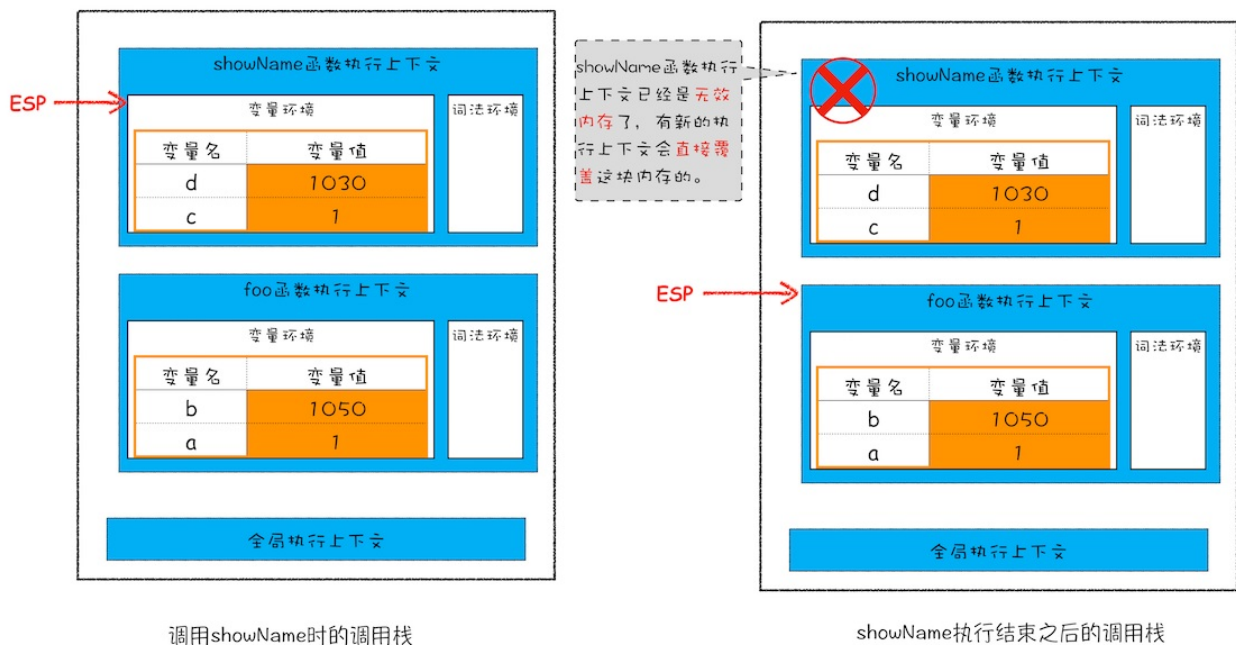 showName函数执行上下文
ESP
变量环境
词法环境
变量名 变量值
d 1030
c 1
foo函数执行上下文
变量环境
词法环境
变量名 变量值
b 1050
a 1
全局执行上下文
调用showName时的调用栈
showName函数执行
上下文已经是无效
内存了，有新的执
行上下文会直接覆
盖这块内存的。
showName函数执行上下文
变量环境
词法环境
变量名 变量值
d 1030
c 1
ESP
foo函数执行上下文
变量环境
词法环境
变量名 变量值
b 1050
a 1
全局执行上下文
showName执行结束之后的调用栈